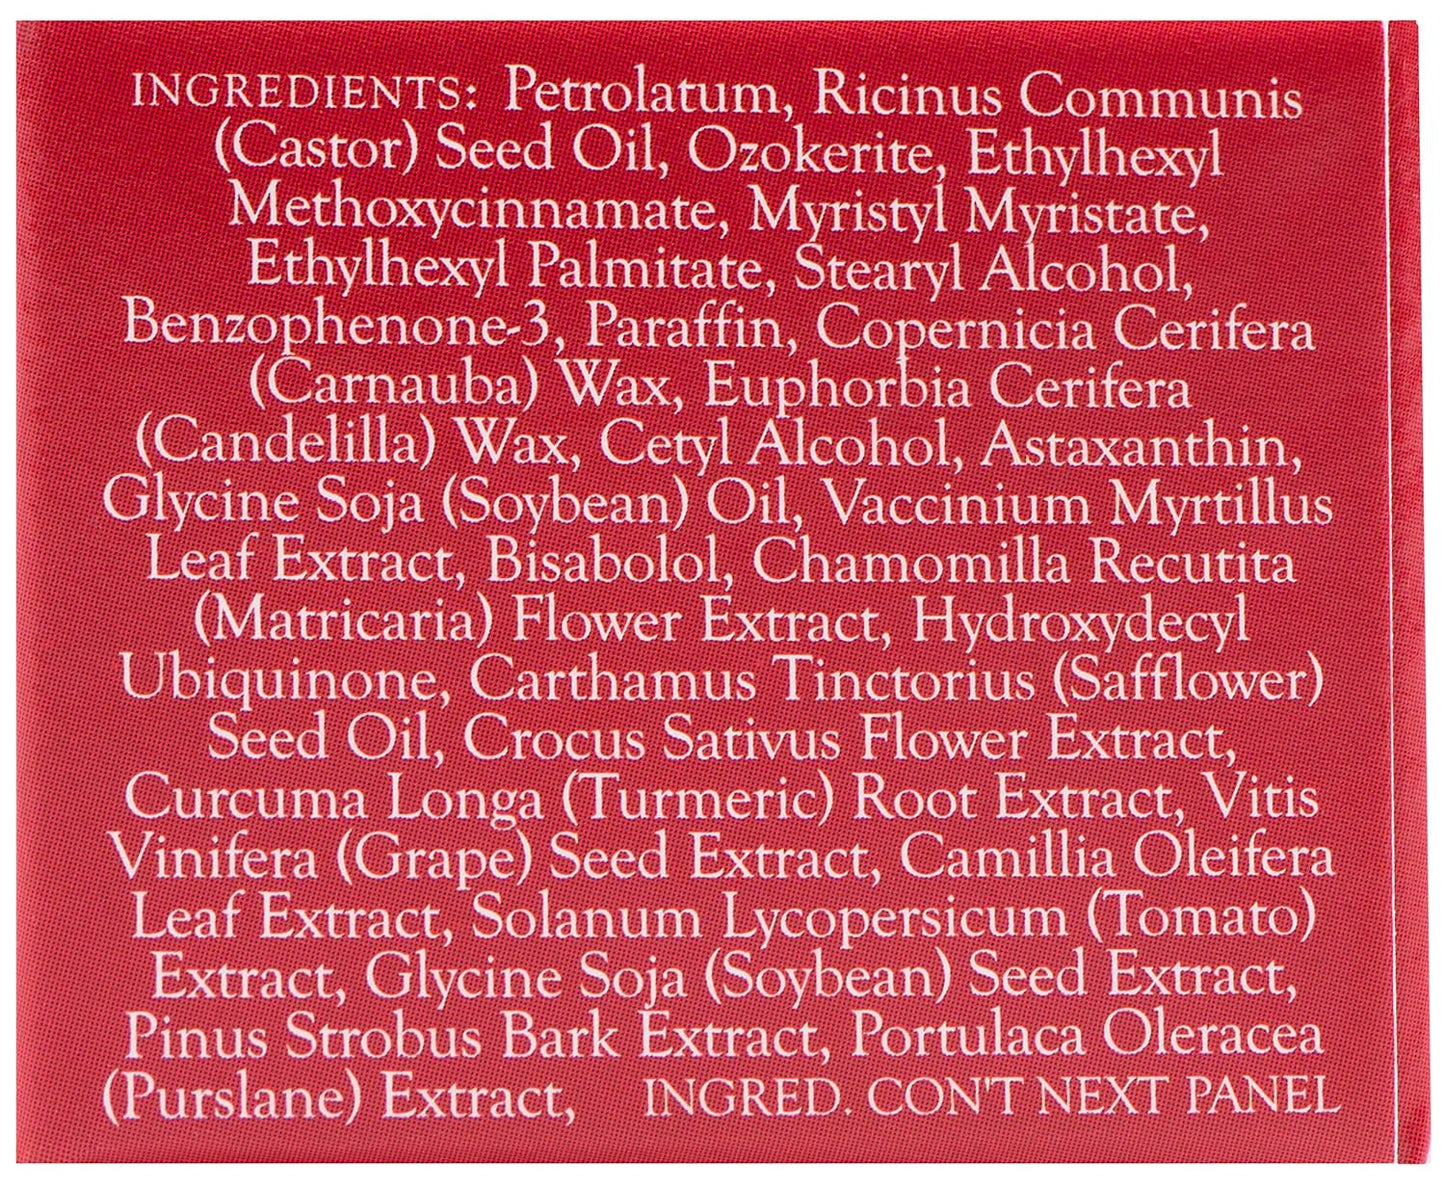 INGREDIENTS: Petrolatum, Ricinus Communis
(Castor) Seed Oil, Ozokerite, Ethylhexyl
Methoxycinnamate, Myristyl Myristate,
Ethylhexyl Palmitate, Stearyl Alcohol,
Benzophenone-3, Paraffin, Copernicia Cerifera
(Carnauba) Wax, Euphorbia Cerifera
(Candelilla) Wax, Cetyl Alcohol, Astaxanthin,
Glycine Soja (Soybean) Oil, Vaccinium Myrtillus
Leaf Extract, Bisabolol, Chamomilla Recutita
(Matricaria) Flower Extract, Hydroxydecyl
Ubiquinone, Carthamus Tinctorius (Safflower)
Seed Oil, Crocus Sativus Flower Extract,
Curcuma Longa (Turmeric) Root Extract, Vitis
Vinifera (Grape) Seed Extract, Camillia Oleifera
Leaf Extract, Solanum Lycopersicum (Tomato)
Extract, Glycine Soja (Soybean) Seed Extract,
Pinus Strobus Bark Extract, Portulaca Oleracea
(Purslane) Extract, INGRED. CON'T NEXT PANEL